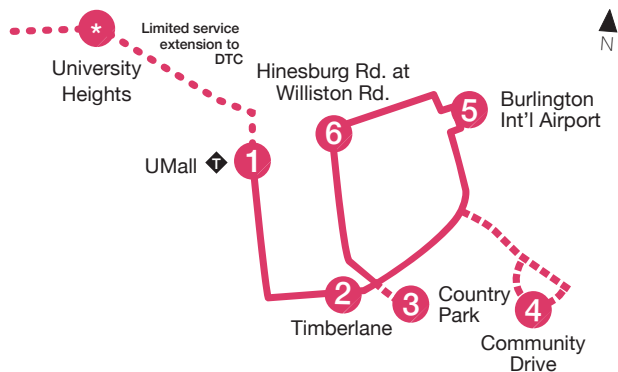 *
Limited service
extension to
DTC
N
University
Heights
Hinesburg Rd. at
Williston Rd.
5
Burlington
Int'l Airport
6
UMall
T
1
2
Timberlane
3
Country
Park
4
Community
Drive